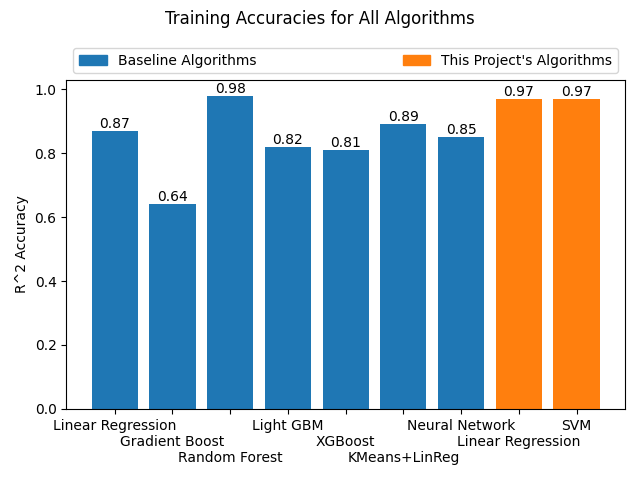 Training Accuracies for All Algorithms
Baseline Algorithms
This Project's Algorithms
R^2 Accuracy
1.0
0.8
0.6
0.4
0.2
0.0
0.87
0.64
0.98
0.82
0.81
0.89
0.85
0.97
0.97
Linear Regression
Gradient Boost
Random Forest
Light GBM
XGBoost
KMeans+LinReg
Neural Network
Linear Regression
SVM